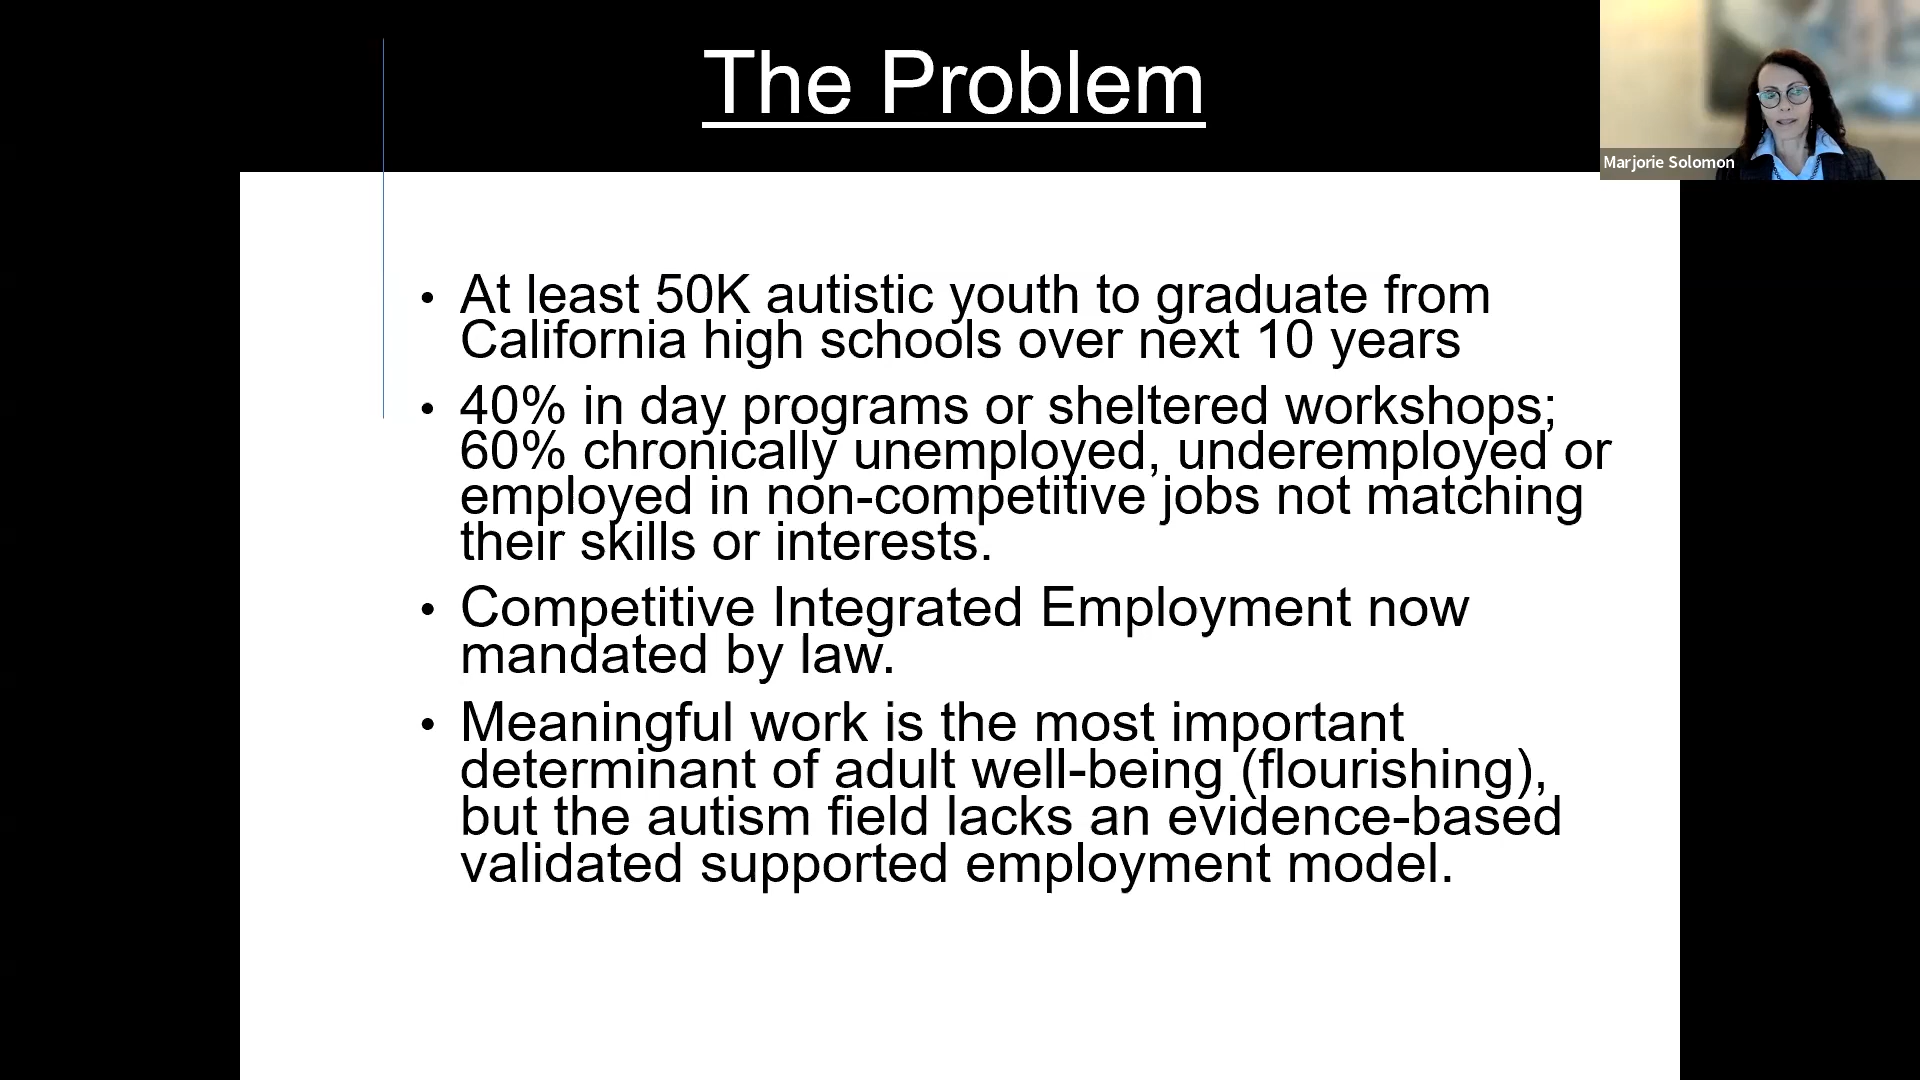 The Problem
Marjorie Solomon
• At least 50K autistic youth to graduate from
California high schools over next 10 years
• 40% in day programs or sheltered workshops;
60% chronically unemployed, underemployed or
employed in non-competitive jobs not matching
their skills or interests.
• Competitive Integrated Employment now
mandated by law.
• Meaningful work is the most important
determinant of adult well-being (flourishing),
but the autism field lacks an evidence-based
validated supported employment model.